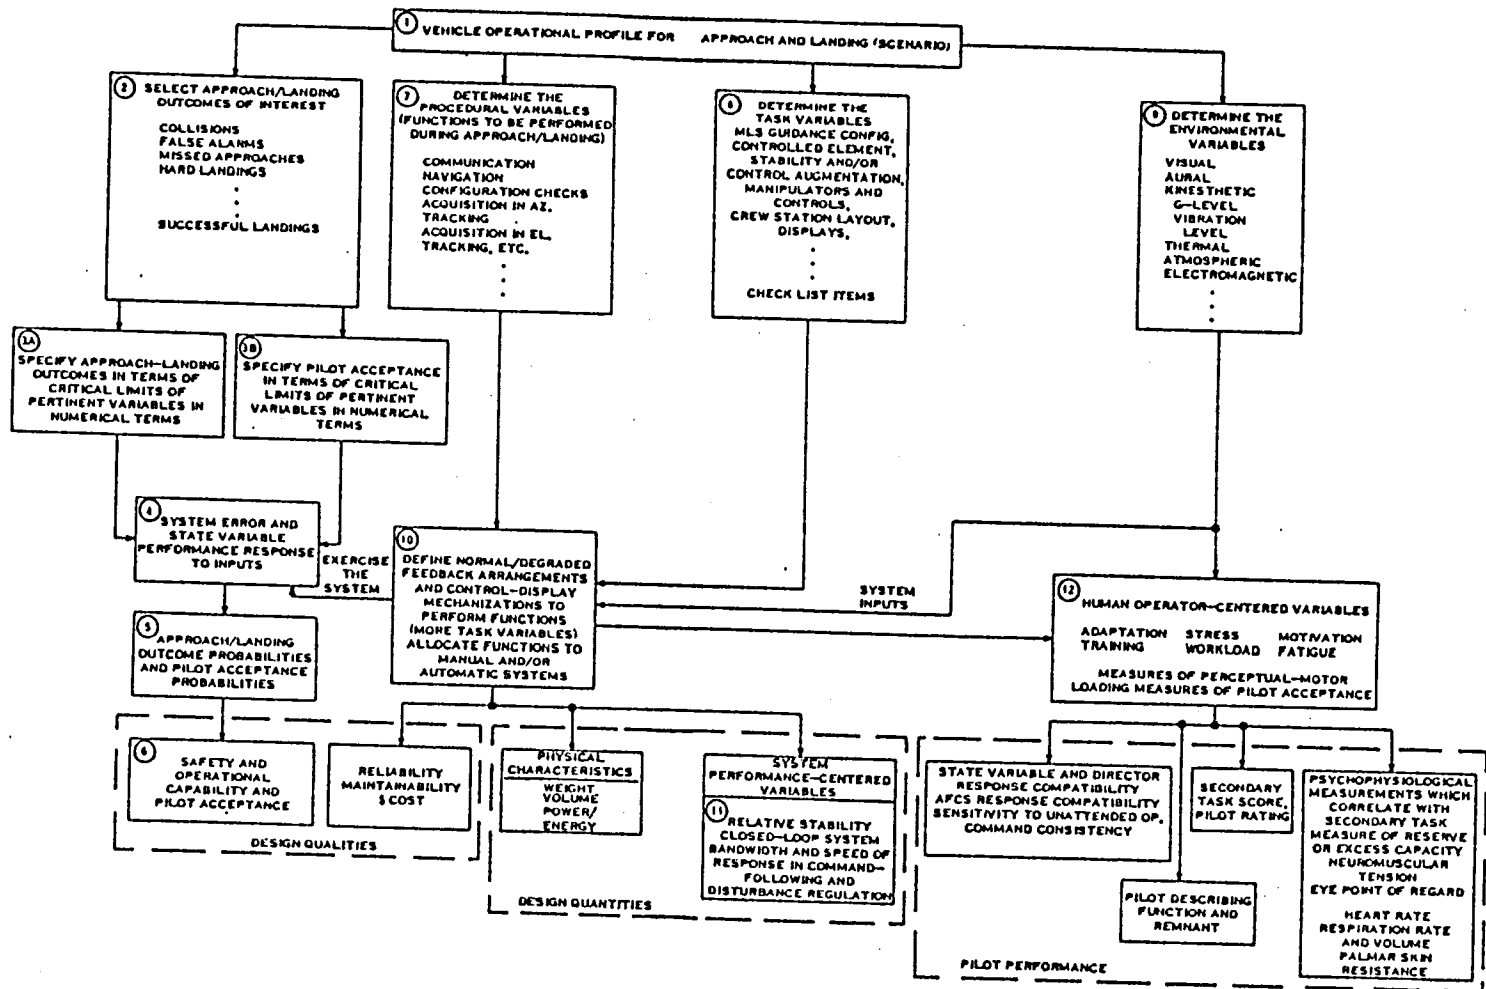 1
VEHICLE OPERATIONAL PROFILE FOR APPROACH AND LANDING (SCENARIO)
2
SELECT APPROACH/LANDING
OUTCOMES OF INTEREST
COLLISIONS
FALSE ALARMS
MISSED APPROACHES
HARD LANDINGS
SUCCESSFUL LANDINGS
7
DETERMINE THE
PROCEDURAL VARIABLES
(FUNCTIONS TO BE PERFORMED
DURING APPROACH/LANDING)
COMMUNICATION
NAVIGATION
CONFIGURATION CHECKS
ACQUISITION IN AZ.
TRACKING
ACQUISITION IN EL.
TRACKING, ETC.
8
DETERMINE THE
TASK VARIABLES
MLS GUIDANCE CONFIG,
CONTROLLED ELEMENT,
STABILITY AND/OR
CONTROL AUGMENTATION,
MANIPULATORS AND
CONTROLS,
CREW STATION LAYOUT,
DISPLAYS,
CHECK LIST ITEMS
9
DETERMINE THE
ENVIRONMENTAL
VARIABLES
VISUAL
AURAL
KINESTHETIC
G-LEVEL
VIBRATION
LEVEL
THERMAL
ATMOSPHERIC
ELECTROMAGNETIC
3A
SPECIFY APPROACH-LANDING
OUTCOMES IN TERMS OF
CRITICAL LIMITS OF
PERTINENT VARIABLES IN
NUMERICAL TERMS
3B
SPECIFY PILOT ACCEPTANCE
IN TERMS OF CRITICAL
LIMITS OF PERTINENT
VARIABLES IN NUMERICAL
TERMS
4
SYSTEM ERROR AND
STATE VARIABLE
PERFORMANCE RESPONSE
TO INPUTS
EXERCISE
THE
SYSTEM
10
DEFINE NORMAL/DEGRADED
FEEDBACK ARRANGEMENTS
AND CONTROL-DISPLAY
MECHANIZATIONS TO
PERFORM FUNCTIONS
(MORE TASK VARIABLES)
ALLOCATE FUNCTIONS TO
MANUAL AND/OR
AUTOMATIC SYSTEMS
SYSTEM
INPUTS
12
HUMAN OPERATOR-CENTERED VARIABLES
ADAPTATION STRESS MOTIVATION
TRAINING WORKLOAD FATIGUE
MEASURES OF PERCEPTUAL-MOTOR
LOADING MEASURES OF PILOT ACCEPTANCE
5
APPROACH/LANDING
OUTCOME PROBABILITIES
AND PILOT ACCEPTANCE
PROBABILITIES
6
SAFETY AND
OPERATIONAL
CAPABILITY AND
PILOT ACCEPTANCE
RELIABILITY
MAINTAINABILITY
$ COST
DESIGN QUALITIES
PHYSICAL
CHARACTERISTICS
WEIGHT
VOLUME
POWER/
ENERGY
SYSTEM
PERFORMANCE-CENTERED
VARIABLES
11
RELATIVE STABILITY
CLOSED-LOOP SYSTEM
BANDWIDTH AND SPEED OF
RESPONSE IN COMMAND-
FOLLOWING AND
DISTURBANCE REGULATION
DESIGN QUANTITIES
STATE VARIABLE AND DIRECTOR
RESPONSE COMPATIBILITY
AFCS RESPONSE COMPATIBILITY
SENSITIVITY TO UNATTENDED OP.
COMMAND CONSISTENCY
SECONDARY
TASK SCORE,
PILOT RATING
PILOT DESCRIBING
FUNCTION AND
REMNANT
PSYCHOPHYSIOLOGICAL
MEASUREMENTS WHICH
CORRELATE WITH
SECONDARY TASK
MEASURE OF RESERVE
OR EXCESS CAPACITY
NEUROMUSCULAR
TENSION
EYE POINT OF REGARD
HEART RATE
RESPIRATION RATE
AND VOLUME
PALMAR SKIN
RESISTANCE
PILOT PERFORMANCE